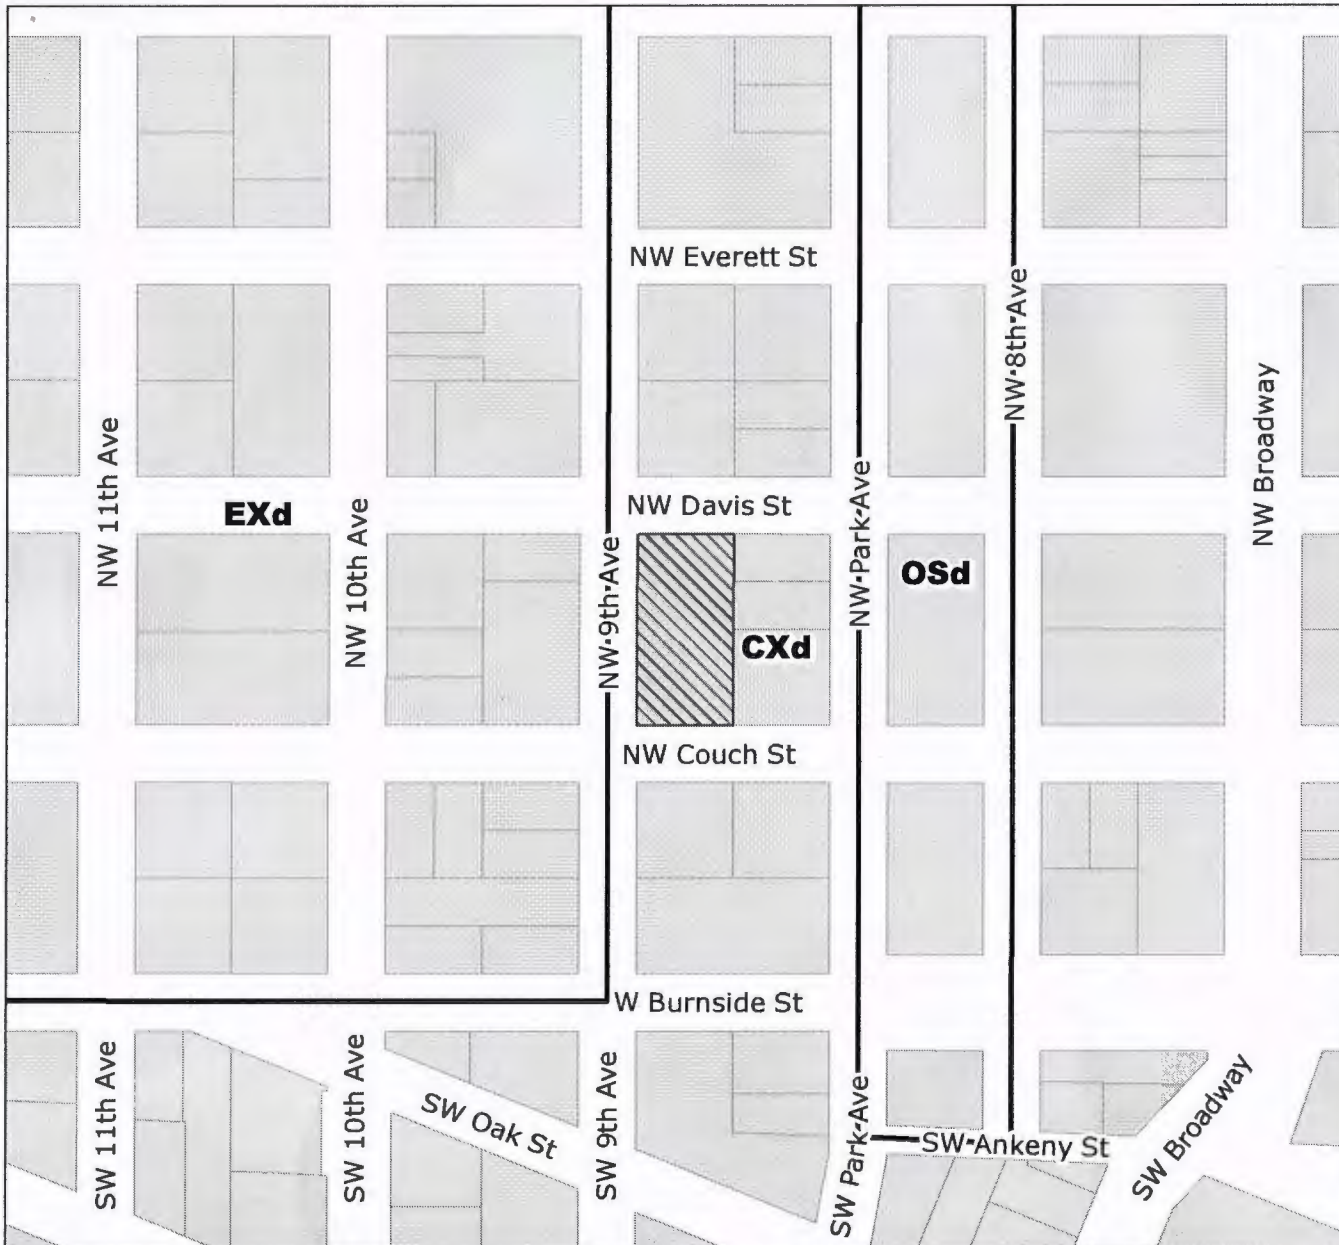 NW Everett St
NW 8th Ave
NW 11th Ave
EXd
NW 10th Ave
NW Davis St
NW Broadway
NW 9th Ave
NW Park Ave
OSd
CXd
NW Couch St
W Burnside St
SW 11th Ave
SW 10th Ave
SW Oak St
SW 9th Ave
SW Park Ave
SW Ankeny St
SW Broadway